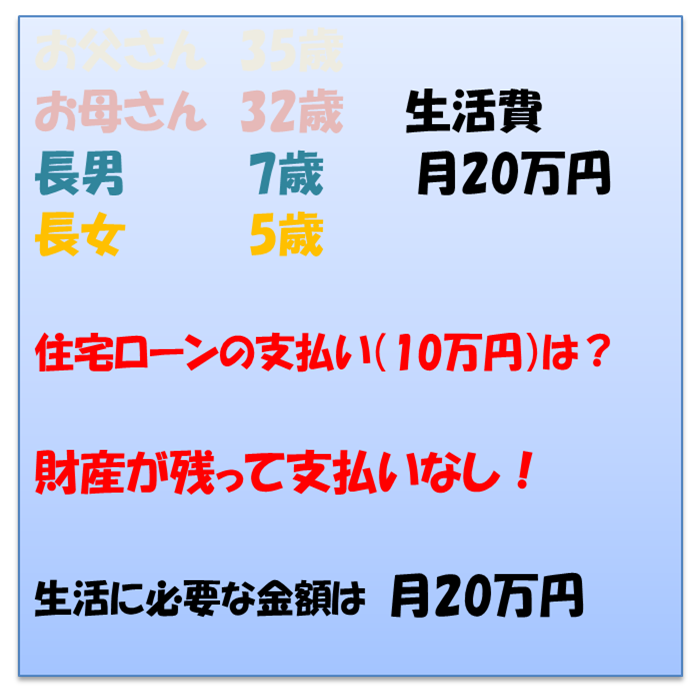 お父さん 35歳
お母さん 32歳 生活費
長男 7歳 月20万円
長女 5歳
住宅ローンの支払い(10万円)は？
財産が残って支払いなし！
生活に必要な金額は 月20万円